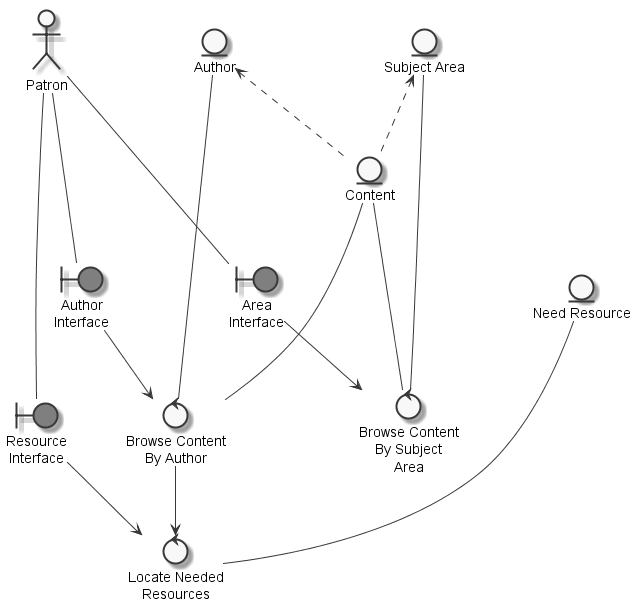 Patron
Author
Subject Area
Content
Author
Interface
Area
Interface
Need Resource
Resource
Interface
Browse Content
By Author
Browse Content
By Subject
Area
Locate Needed
Resources